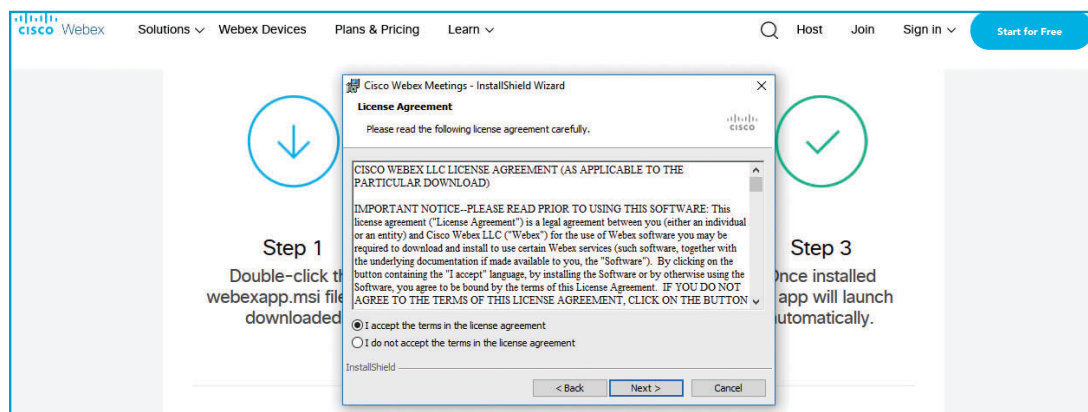 CISCO Webex Solutions Webex Devices Plans & Pricing Learn Host Join Sign in Start for Free
Cisco Webex Meetings - InstallShield Wizard
License Agreement
Please read the following license agreement carefully.
CISCO
CISCO WEBEX LLC LICENSE AGREEMENT (AS APPLICABLE TO THE
PARTICULAR DOWNLOAD)
IMPORTANT NOTICE--PLEASE READ PRIOR TO USING THIS SOFTWARE: This
license agreement ("License Agreement") is a legal agreement between you (either an individual
or an entity) and Cisco Webex LLC ("Webex") for the use of Webex software you may be
required to download and install to use certain Webex services (such software, together with
the underlying documentation if made available to you, the "Software"). By clicking on the
button containing the "I accept" language, by installing the Software or by otherwise using the
Software, you agree to be bound by the terms of this License Agreement. IF YOU DO NOT
AGREE TO THE TERMS OF THIS LICENSE AGREEMENT, CLICK ON THE BUTTON
I accept the terms in the license agreement
I do not accept the terms in the license agreement
InstallShield
< Back Next > Cancel
Step 1
Double-click th
webexapp.msi file
downloaded
Step 3
Once installed
app will launch
automatically.